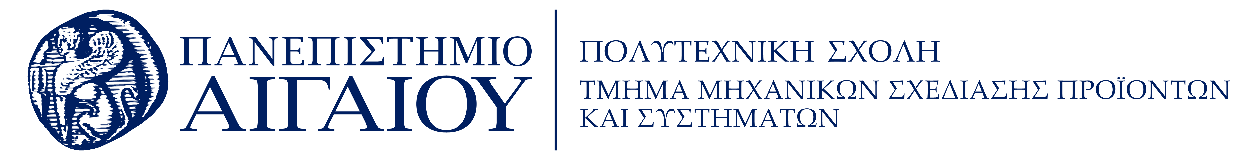 ΠΑΝΕΠΙΣΤΗΜΙΟ
ΑΙΓΑΙΟΥ
ΠΟΛΥΤΕΧΝΙΚΗ ΣΧΟΛΗ
ΤΜΗΜΑ ΜΗΧΑΝΙΚΩΝ ΣΧΕΔΙΑΣΗΣ ΠΡΟΪΟΝΤΩΝ
ΚΑΙ ΣΥΣΤΗΜΑΤΩΝ